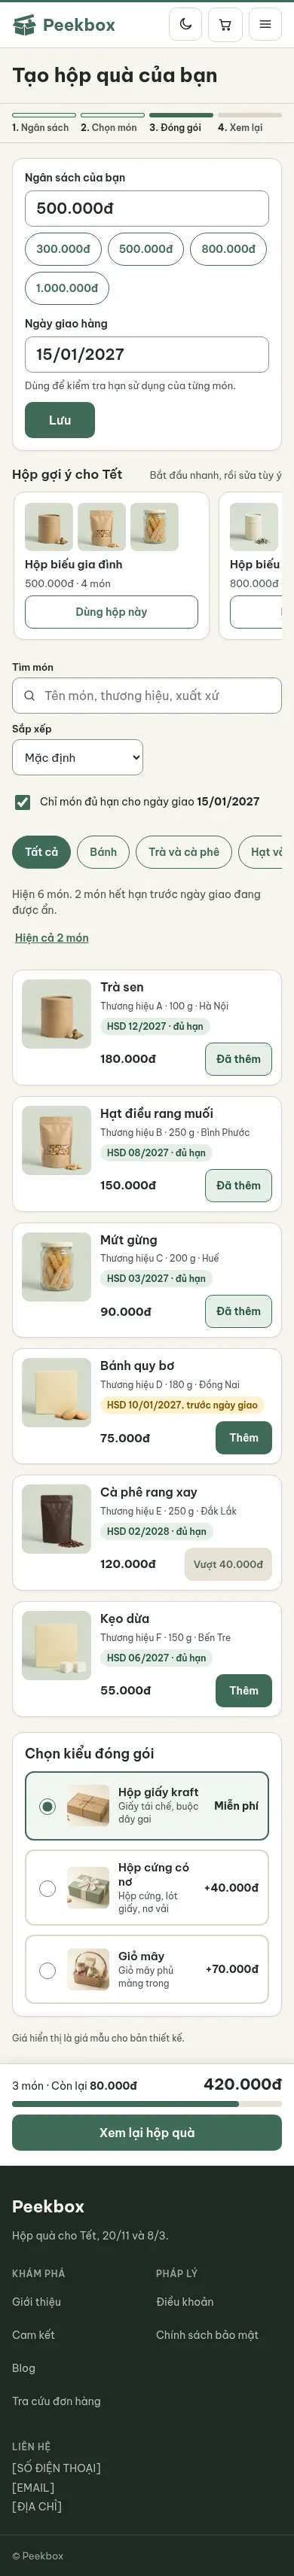 Peekbox
Tạo hộp quà của bạn
1. Ngân sách
2. Chọn món
3. Đóng gói
4. Xem lại
Ngân sách của bạn
500.000đ
300.000đ
500.000đ
800.000đ
1.000.000đ
Ngày giao hàng
15/01/2027
Dùng để kiểm tra hạn sử dụng của từng món.
Lưu
Hộp gợi ý cho Tết
Bắt đầu nhanh, rồi sửa tùy ý
Hộp biếu gia đình
500.000đ · 4 món
Dùng hộp này
Hộp biếu
800.000đ
Tìm món
Tên món, thương hiệu, xuất xứ
Sắp xếp
Mặc định
Chỉ món đủ hạn cho ngày giao 15/01/2027
Tất cả
Bánh
Trà và cà phê
Hạt và
Hiện 6 món. 2 món hết hạn trước ngày giao đang
được ẩn.
Hiện cả 2 món
Trà sen
Thương hiệu A · 100 g · Hà Nội
HSD 12/2027 · đủ hạn
180.000đ
Đã thêm
Hạt điều rang muối
Thương hiệu B · 250 g · Bình Phước
HSD 08/2027 · đủ hạn
150.000đ
Đã thêm
Mứt gừng
Thương hiệu C · 200 g · Huế
HSD 03/2027 · đủ hạn
90.000đ
Đã thêm
Bánh quy bơ
Thương hiệu D · 180 g · Đồng Nai
HSD 10/01/2027, trước ngày giao
75.000đ
Thêm
Cà phê rang xay
Thương hiệu E · 250 g · Đắk Lắk
HSD 02/2028 · đủ hạn
120.000đ
Vượt 40.000đ
Kẹo dừa
Thương hiệu F · 150 g · Bến Tre
HSD 06/2027 · đủ hạn
55.000đ
Thêm
Chọn kiểu đóng gói
Hộp giấy kraft
Giấy tái chế, buộc
dây gai
Miễn phí
Hộp cứng có
nơ
Hộp cứng, lót
giấy, nơ vải
+40.000đ
Giỏ mây
Giỏ mây phủ
màng trong
+70.000đ
Giá hiển thị là giá mẫu cho bản thiết kế.
3 món · Còn lại 80.000đ
420.000đ
Xem lại hộp quà
Peekbox
Hộp quà cho Tết, 20/11 và 8/3.
KHÁM PHÁ
Giới thiệu
Cam kết
Blog
Tra cứu đơn hàng
PHÁP LÝ
Điều khoản
Chính sách bảo mật
LIÊN HỆ
[SỐ ĐIỆN THOẠI]
[EMAIL]
[ĐỊA CHỈ]
© Peekbox